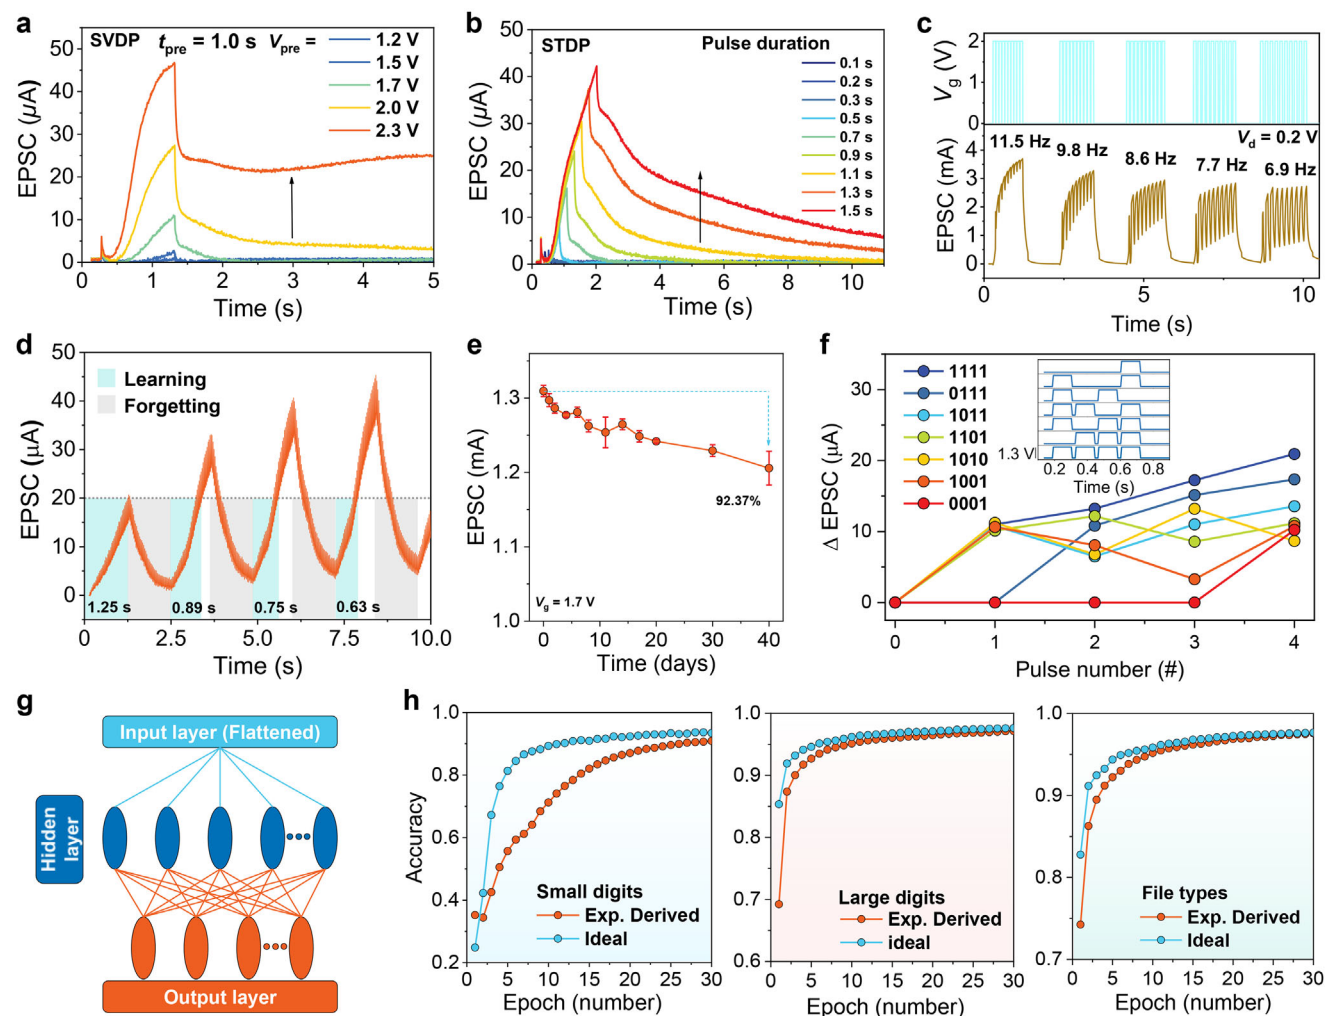 a
SVDP
tpre = 1.0 s Vpre =
1.2 V
1.5 V
1.7 V
2.0 V
2.3 V
EPSC (μA)
50
40
30
20
10
0
0 1 2 3 4 5
Time (s)
b
STDP
Pulse duration
0.1 s
0.2 s
0.3 s
0.5 s
0.7 s
0.9 s
1.1 s
1.3 s
1.5 s
EPSC (μA)
50
40
30
20
10
0
0 2 4 6 8 10
Time (s)
c
Vg (V)
2
1
0
Vd = 0.2 V
11.5 Hz
9.8 Hz
8.6 Hz
7.7 Hz
6.9 Hz
EPSC (mA)
4
2
0
0 5 10
Time (s)
d
Learning
Forgetting
EPSC (μA)
50
40
30
20
10
0
1.25 s 0.89 s 0.75 s 0.63 s
0 2.5 5.0 7.5 10.0
Time (s)
e
EPSC (mA)
1.3
1.2
1.1
1.0
92.37%
Vg = 1.7 V
0 10 20 30 40
Time (days)
f
1111
0111
1011
1101
1010
1001
0001
Δ EPSC (μA)
30
20
10
0
1.3 V
0.2 0.4 0.6 0.8
Time (s)
0 1 2 3 4
Pulse number (#)
g
Input layer (Flattened)
Hidden
layer
Output layer
h
Accuracy
1.0
0.8
0.6
0.4
0.2
Small digits
Exp. Derived
Ideal
0 5 10 15 20 25 30
Epoch (number)
1.0
0.9
0.8
0.7
0.6
Large digits
Exp. Derived
ideal
0 5 10 15 20 25 30
Epoch (number)
1.0
0.9
0.8
0.7
File types
Exp. Derived
Ideal
0 5 10 15 20 25 30
Epoch (number)